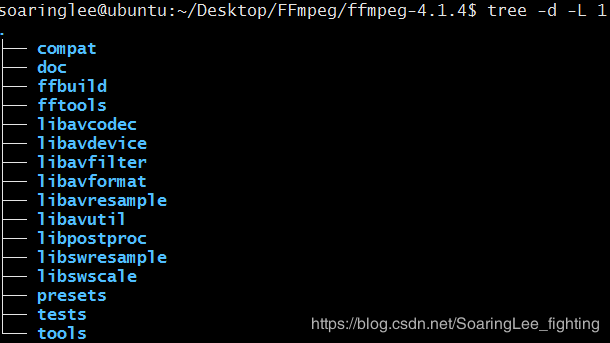 soaringlee@ubuntu:~/Desktop/FFmpeg/ffmpeg-4.1.4$ tree -d -L 1
.
├── compat
├── doc
├── ffbuild
├── fftools
├── libavcodec
├── libavdevice
├── libavfilter
├── libavformat
├── libavresample
├── libavutil
├── libpostproc
├── libswresample
├── libswscale
├── presets
├── tests
└── tools
https://blog.csdn.net/SoaringLee_fighting